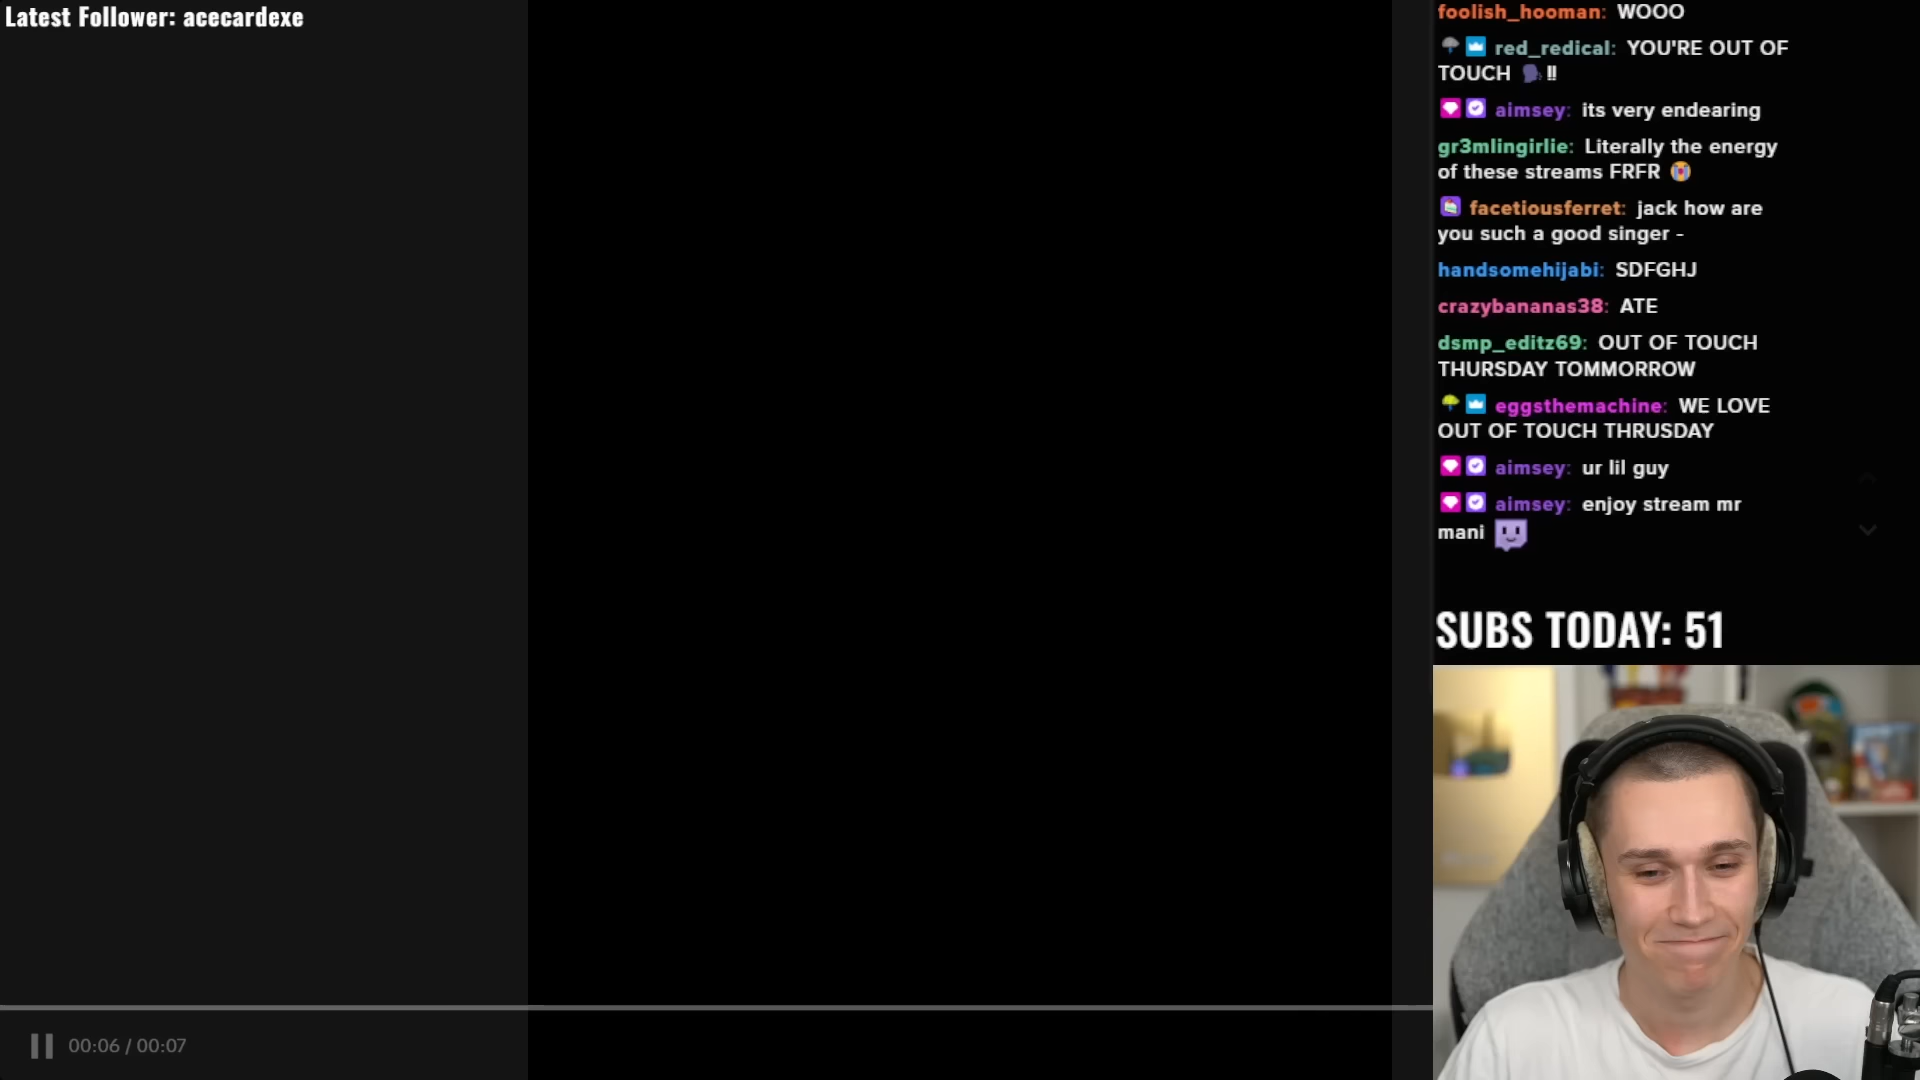 Latest Follower: acecardexe
foolish_hooman: WOOO
red_redical: YOU'RE OUT OF
TOUCH 🗣️‼️
aimsey: its very endearing
gr3mlingirlie: Literally the energy
of these streams FRFR 😭
facetiousferret: jack how are
you such a good singer -
handsomehijabi: SDFGHJ
crazybananas38: ATE
dsmp_editz69: OUT OF TOUCH
THURSDAY TOMMORROW
eggsthemachine: WE LOVE
OUT OF TOUCH THRUSDAY
aimsey: ur lil guy
aimsey: enjoy stream mr
mani
SUBS TODAY: 51
00:06 / 00:07